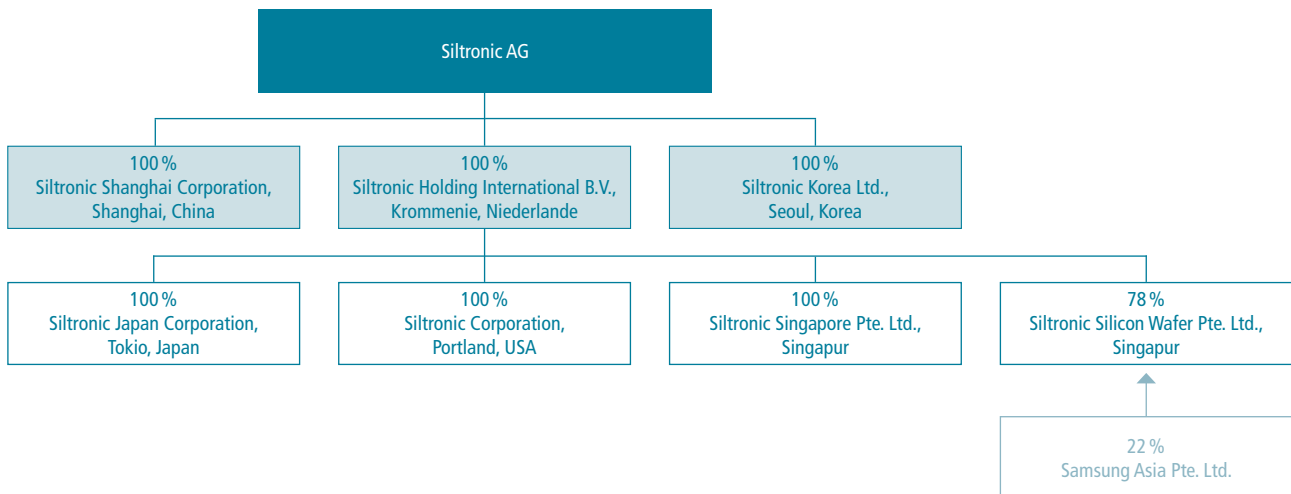 Siltronic AG
100 %
Siltronic Shanghai Corporation,
Shanghai, China
100 %
Siltronic Holding International B.V.,
Krommenie, Niederlande
100 %
Siltronic Korea Ltd.,
Seoul, Korea
100 %
Siltronic Japan Corporation,
Tokio, Japan
100 %
Siltronic Corporation,
Portland, USA
100 %
Siltronic Singapore Pte. Ltd.,
Singapur
78 %
Siltronic Silicon Wafer Pte. Ltd.,
Singapur
22 %
Samsung Asia Pte. Ltd.